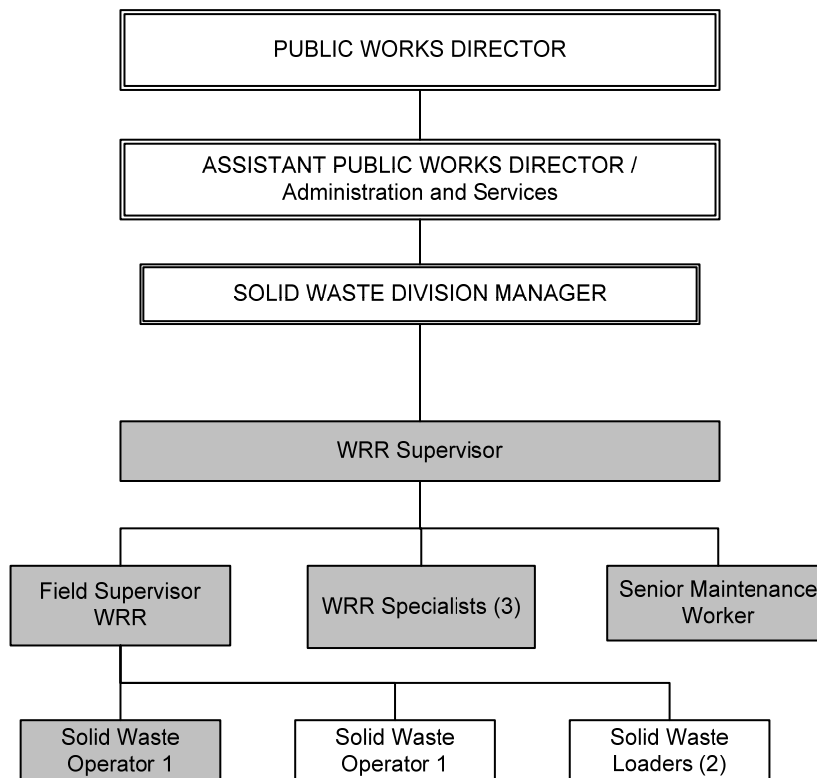 PUBLIC WORKS DIRECTOR
ASSISTANT PUBLIC WORKS DIRECTOR /
Administration and Services
SOLID WASTE DIVISION MANAGER
WRR Supervisor
Field Supervisor
WRR
WRR Specialists (3)
Senior Maintenance
Worker
Solid Waste
Operator 1
Solid Waste
Operator 1
Solid Waste
Loaders (2)